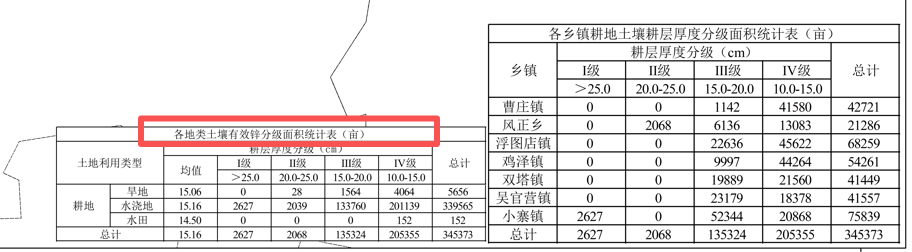 各地类土壤有效锌分级面积统计表（亩）
土地利用类型 耕层厚度分级（cm） 总计
均值 I级 II级 III级 IV级
＞25.0 20.0-25.0 15.0-20.0 10.0-15.0
耕地 旱地 15.06 0 28 1564 4064 5656
水浇地 15.16 2627 2039 133760 201139 339565
水田 14.50 0 0 0 152 152
总计 15.16 2627 2068 135324 205355 345373
各乡镇耕地土壤耕层厚度分级面积统计表（亩）
乡镇 耕层厚度分级（cm） 总计
I级 II级 III级 IV级
＞25.0 20.0-25.0 15.0-20.0 10.0-15.0
曹庄镇 0 0 1142 41580 42721
风正乡 0 2068 6136 13083 21286
浮图店镇 0 0 22636 45622 68259
鸡泽镇 0 0 9997 44264 54261
双塔镇 0 0 19889 21560 41449
吴官营镇 0 0 23179 18378 41557
小寨镇 2627 0 52344 20868 75839
总计 2627 2068 135324 205355 345373